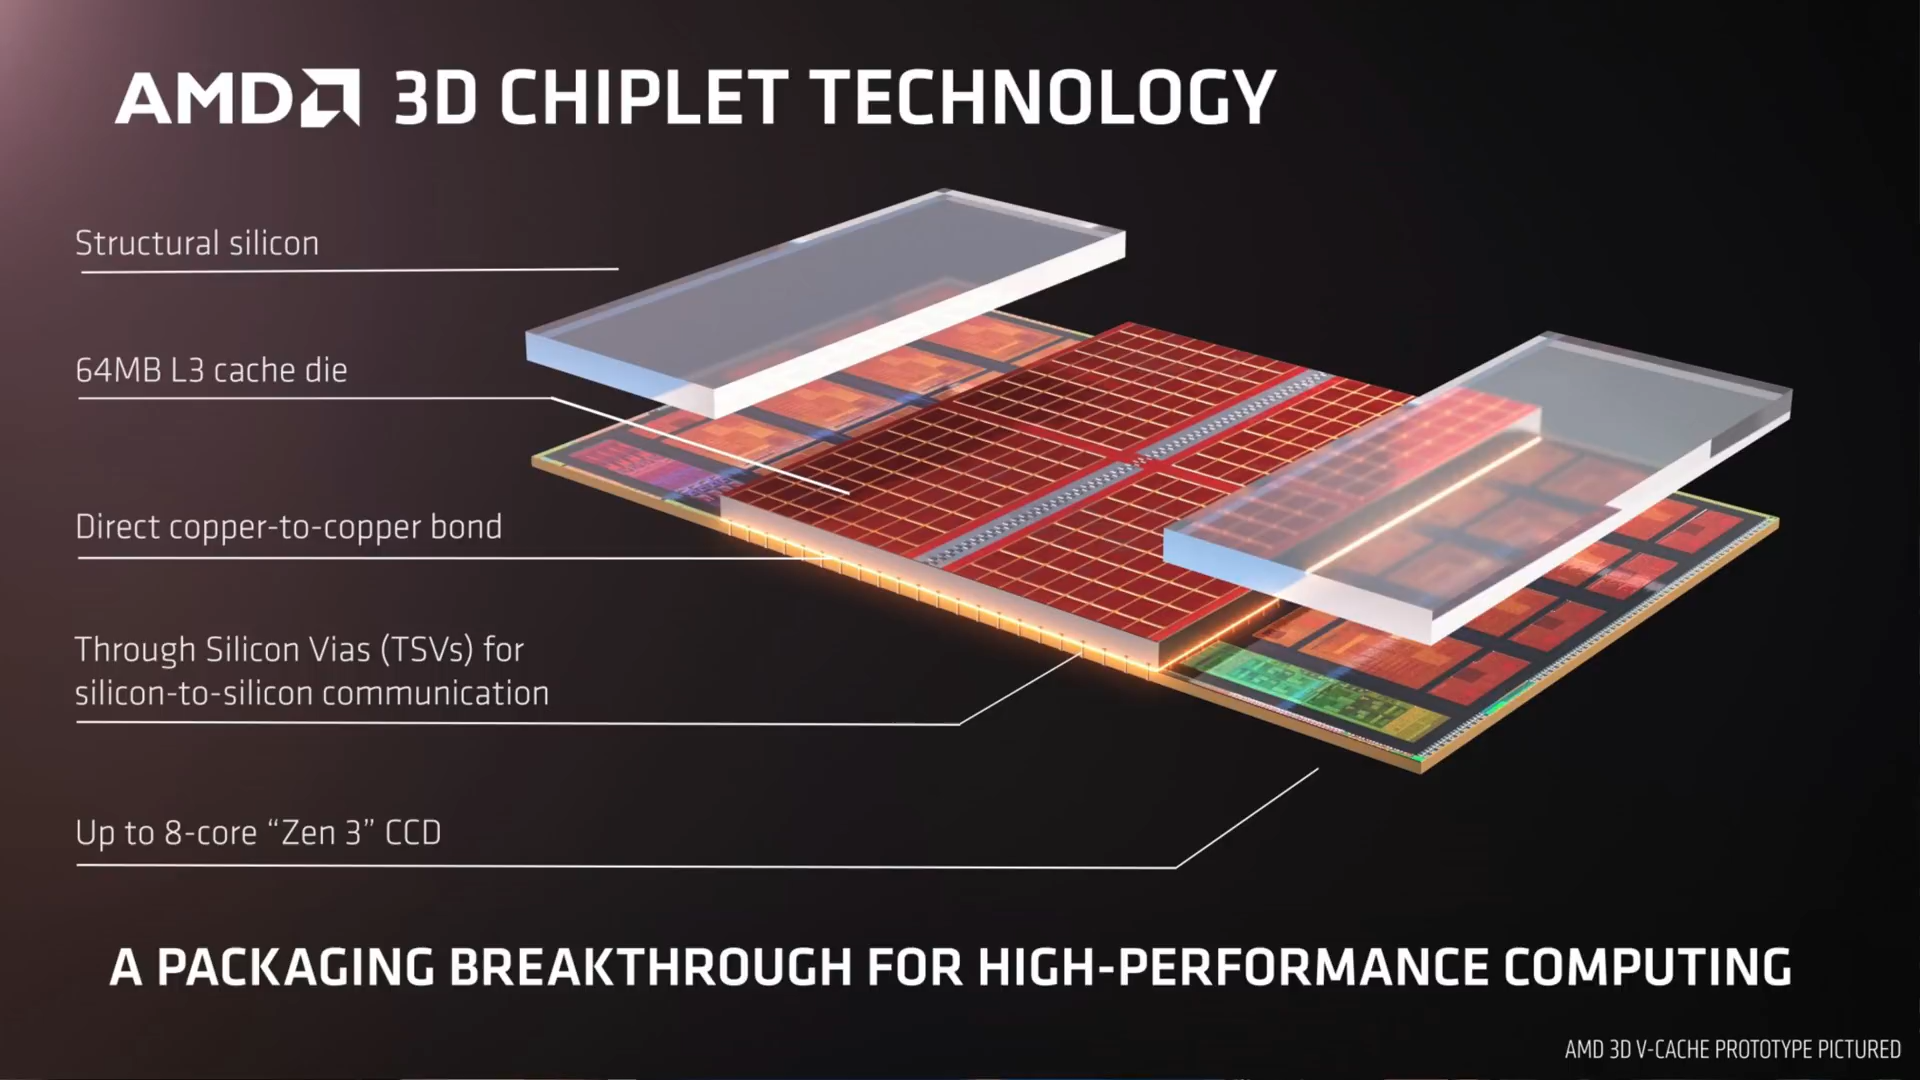 AMD 3D CHIPLET TECHNOLOGY
Structural silicon
64MB L3 cache die
Direct copper-to-copper bond
Through Silicon Vias (TSVs) for
silicon-to-silicon communication
Up to 8-core “Zen 3” CCD
A PACKAGING BREAKTHROUGH FOR HIGH-PERFORMANCE COMPUTING
AMD 3D V-CACHE PROTOTYPE PICTURED